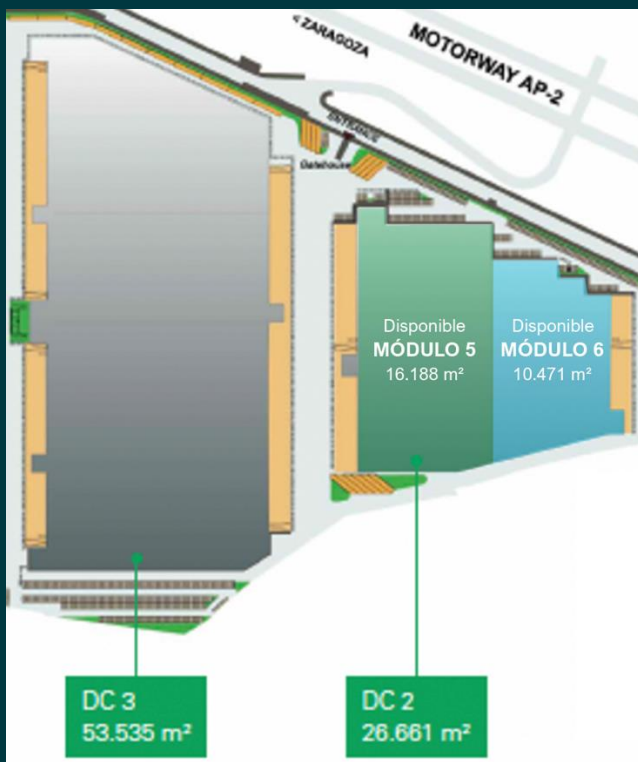 < ZARAGOZA
MOTORWAY AP-2
ENTRANCE
Gatehouse
Disponible
MÓDULO 5
16.188 m²
Disponible
MÓDULO 6
10.471 m²
DC 3
53.535 m²
DC 2
26.661 m²